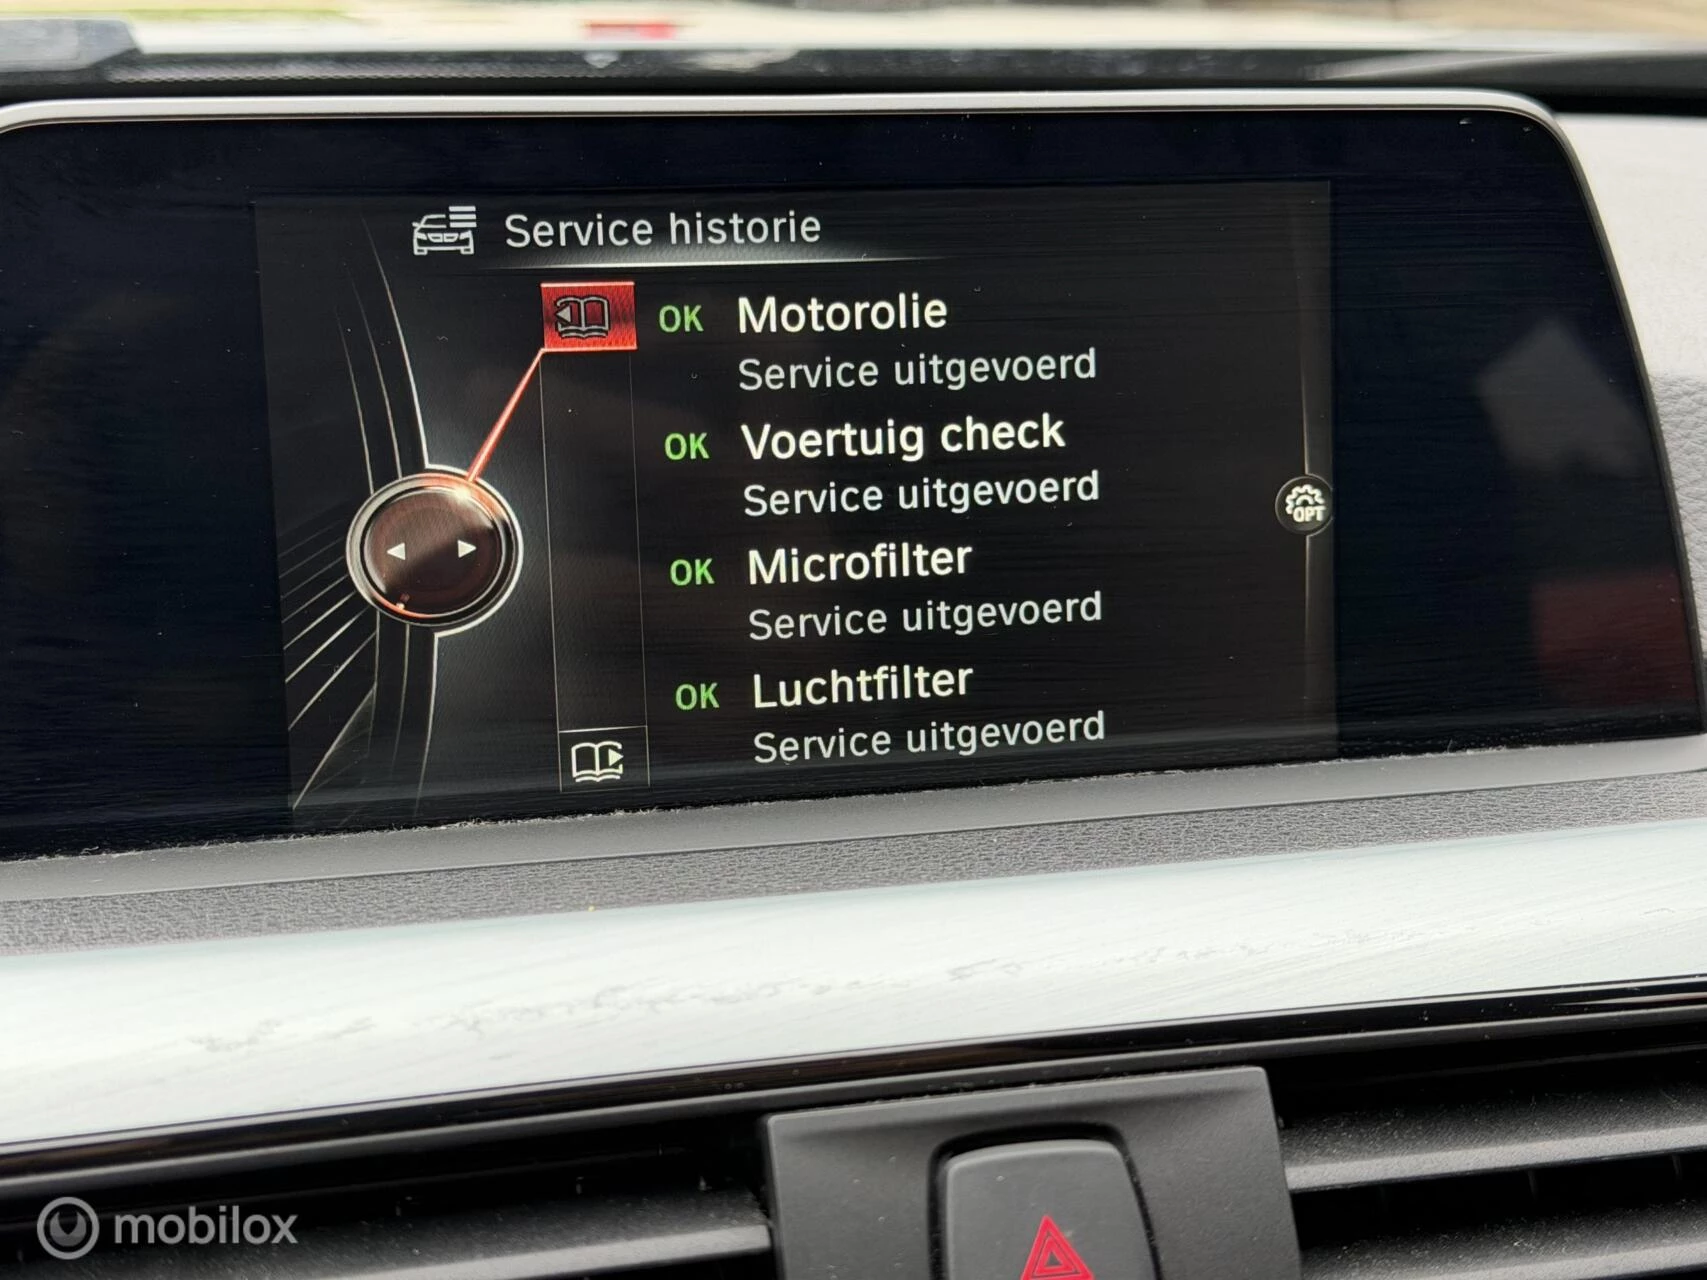 Service historie
OK Motorolie
Service uitgevoerd
OK Voertuig check
Service uitgevoerd
OPT
OK Microfilter
Service uitgevoerd
OK Luchtfilter
Service uitgevoerd
mobilox